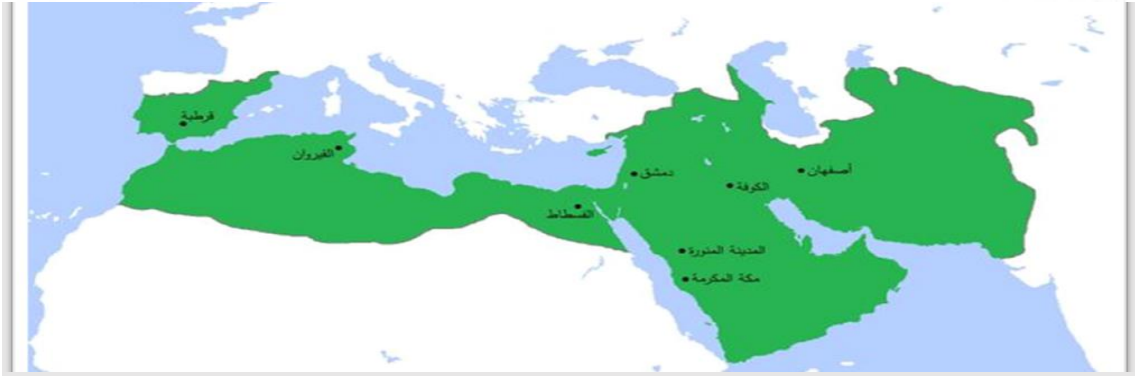 قرطبة
القيروان
دمشق
أصفهان
الكوفة
الفسطاط
المدينة المنورة
مكة المكرمة